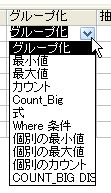 グループ化 抽
グループ化
グループ化
最小値
最大値
カウント
Count_Big
式
Where 条件
個別の最小値
個別の最大値
個別のカウント
COUNT_BIG DIS